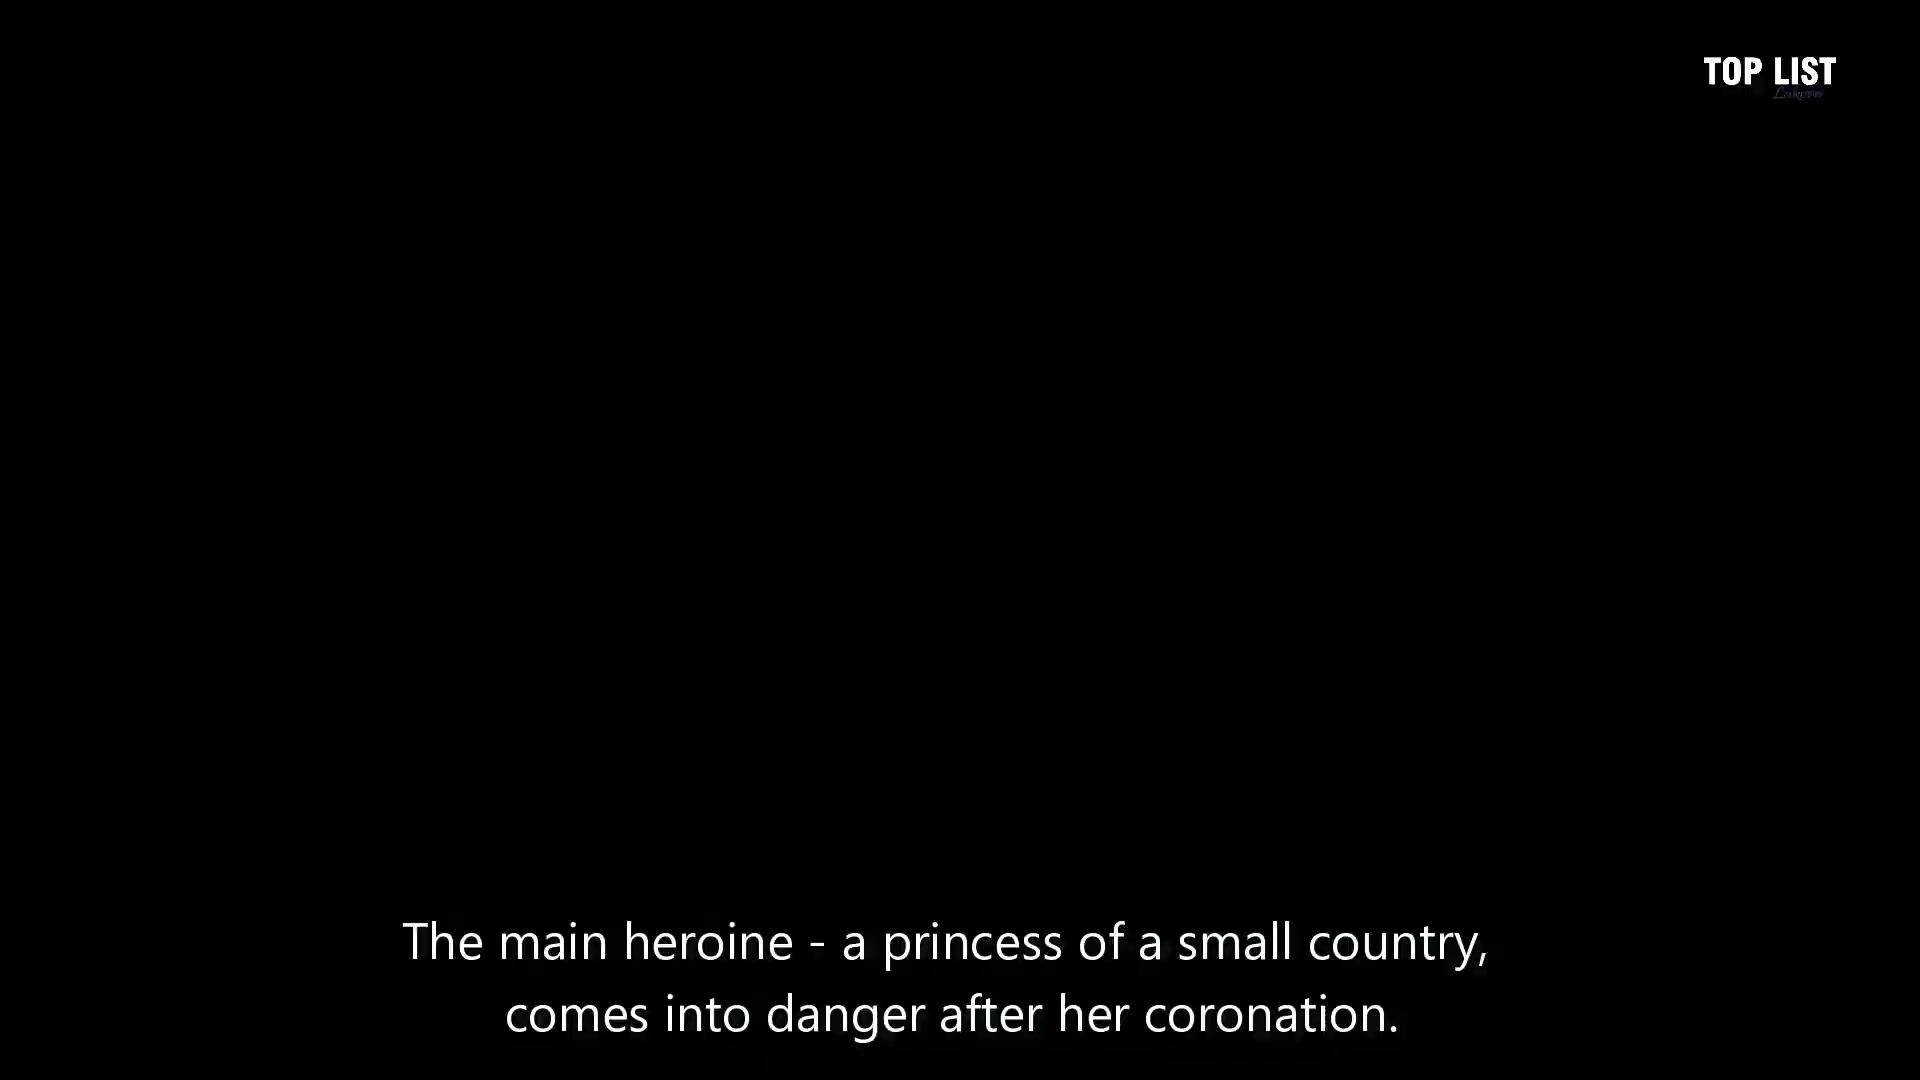 TOP LIST
The main heroine - a princess of a small country,
comes into danger after her coronation.